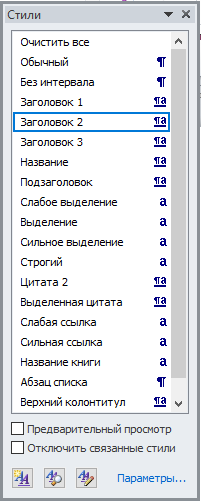 Стили
Очистить все
Обычный ¶
Без интервала ¶
Заголовок 1 ¶a
Заголовок 2 ¶a
Заголовок 3 ¶a
Название ¶a
Подзаголовок ¶a
Слабое выделение a
Выделение a
Сильное выделение a
Строгий a
Цитата 2 ¶a
Выделенная цитата ¶a
Слабая ссылка a
Сильная ссылка a
Название книги a
Абзац списка ¶
Верхний колонтитул ¶a
Предварительный просмотр
Отключить связанные стили
Параметры...